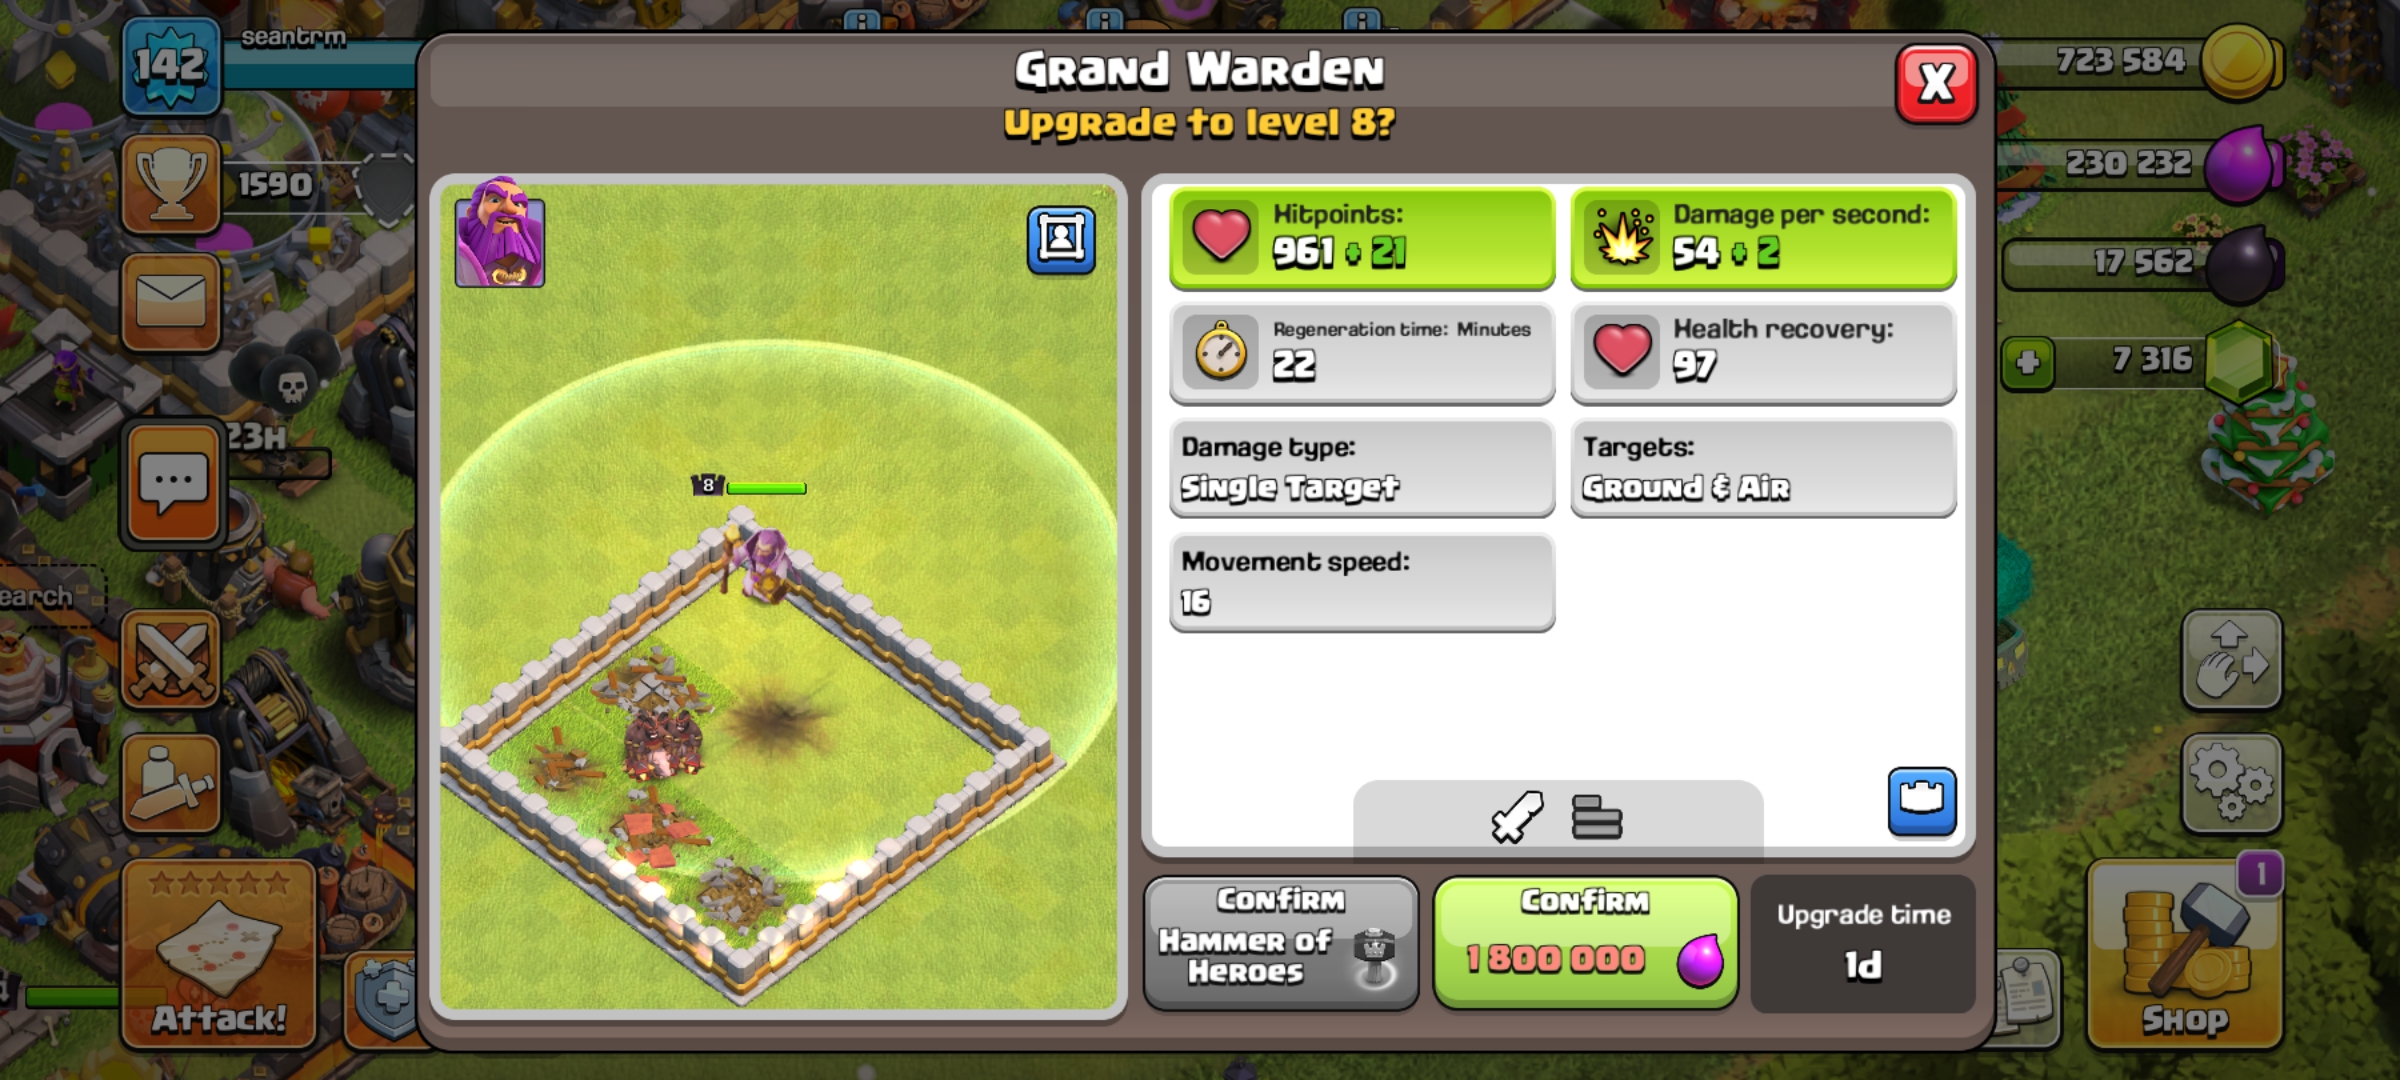 142
seantrm
Grand Warden
Upgrade to level 8?
X
723 584
1590
230 232
17 562
7 316
23H
earch
8
Hitpoints:
961 + 21
Damage per second:
54 + 2
Regeneration time: Minutes
22
Health recovery:
97
Damage type:
Single Target
Targets:
Ground & Air
Movement speed:
16
Confirm
Hammer of
Heroes
Confirm
1 800 000
Upgrade time
1d
Attack!
1
Shop